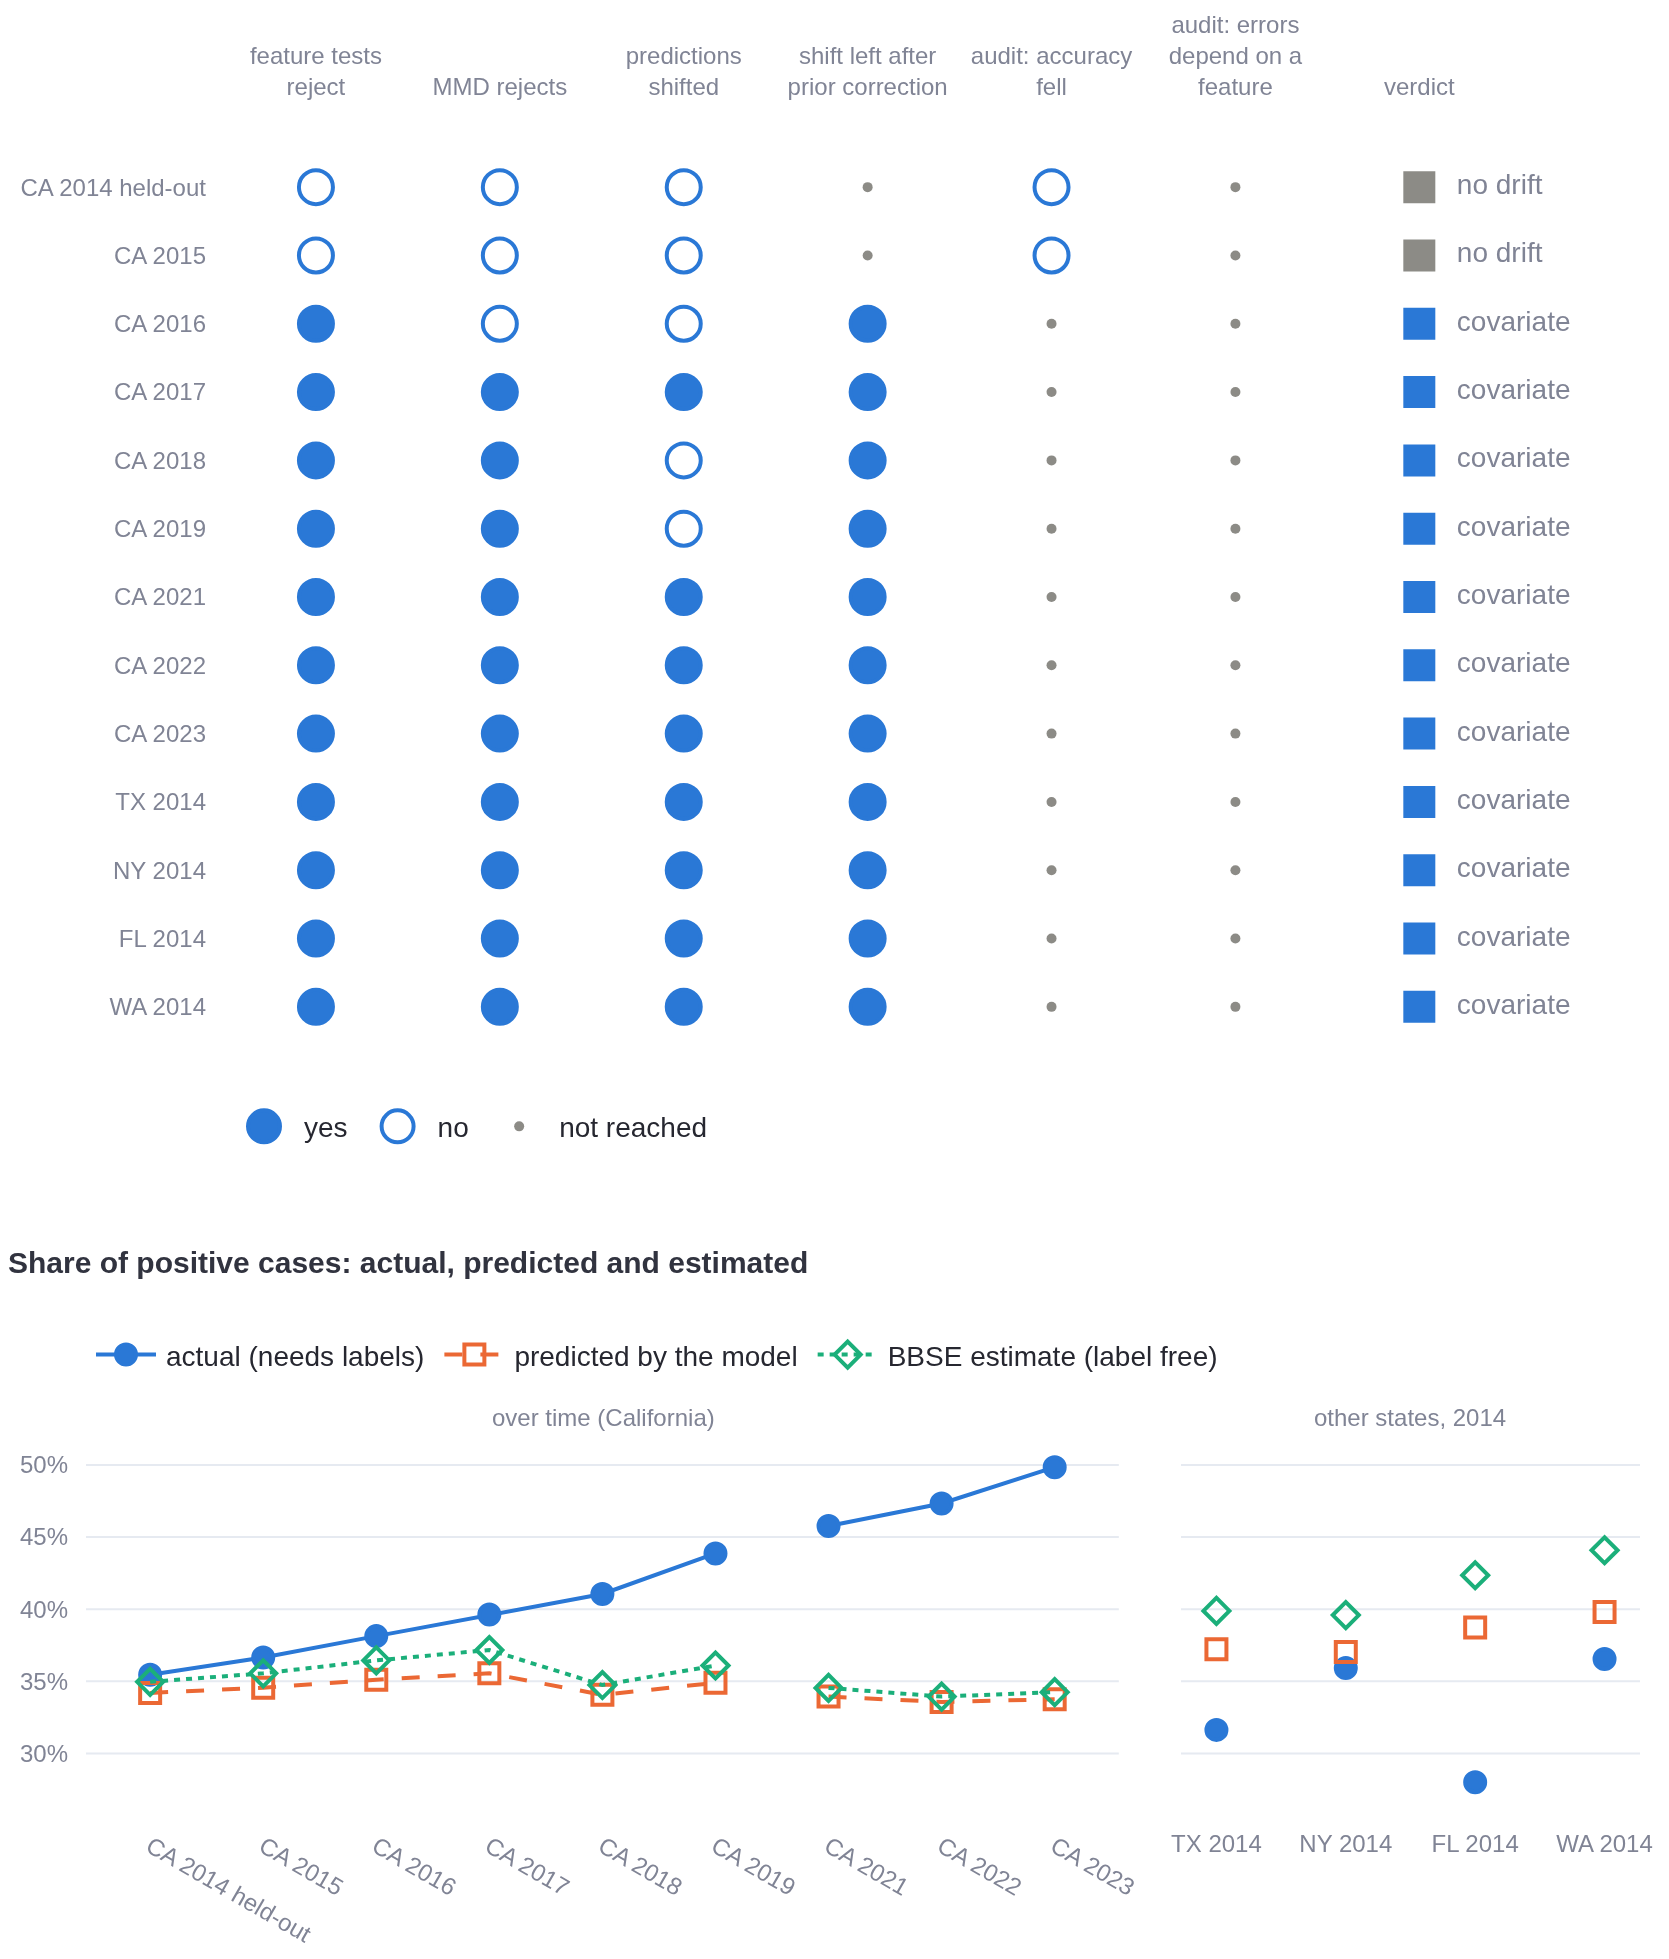 feature tests
reject
MMD rejects
predictions
shifted
shift left after
prior correction
audit: accuracy
fell
audit: errors
depend on a
feature
verdict
CA 2014 held-out
no drift
CA 2015
no drift
CA 2016
covariate
CA 2017
covariate
CA 2018
covariate
CA 2019
covariate
CA 2021
covariate
CA 2022
covariate
CA 2023
covariate
TX 2014
covariate
NY 2014
covariate
FL 2014
covariate
WA 2014
covariate
yes
no
not reached
Share of positive cases: actual, predicted and estimated
actual (needs labels)
predicted by the model
BBSE estimate (label free)
over time (California)
other states, 2014
50%
45%
40%
35%
30%
CA 2014 held-out
CA 2015
CA 2016
CA 2017
CA 2018
CA 2019
CA 2021
CA 2022
CA 2023
TX 2014
NY 2014
FL 2014
WA 2014